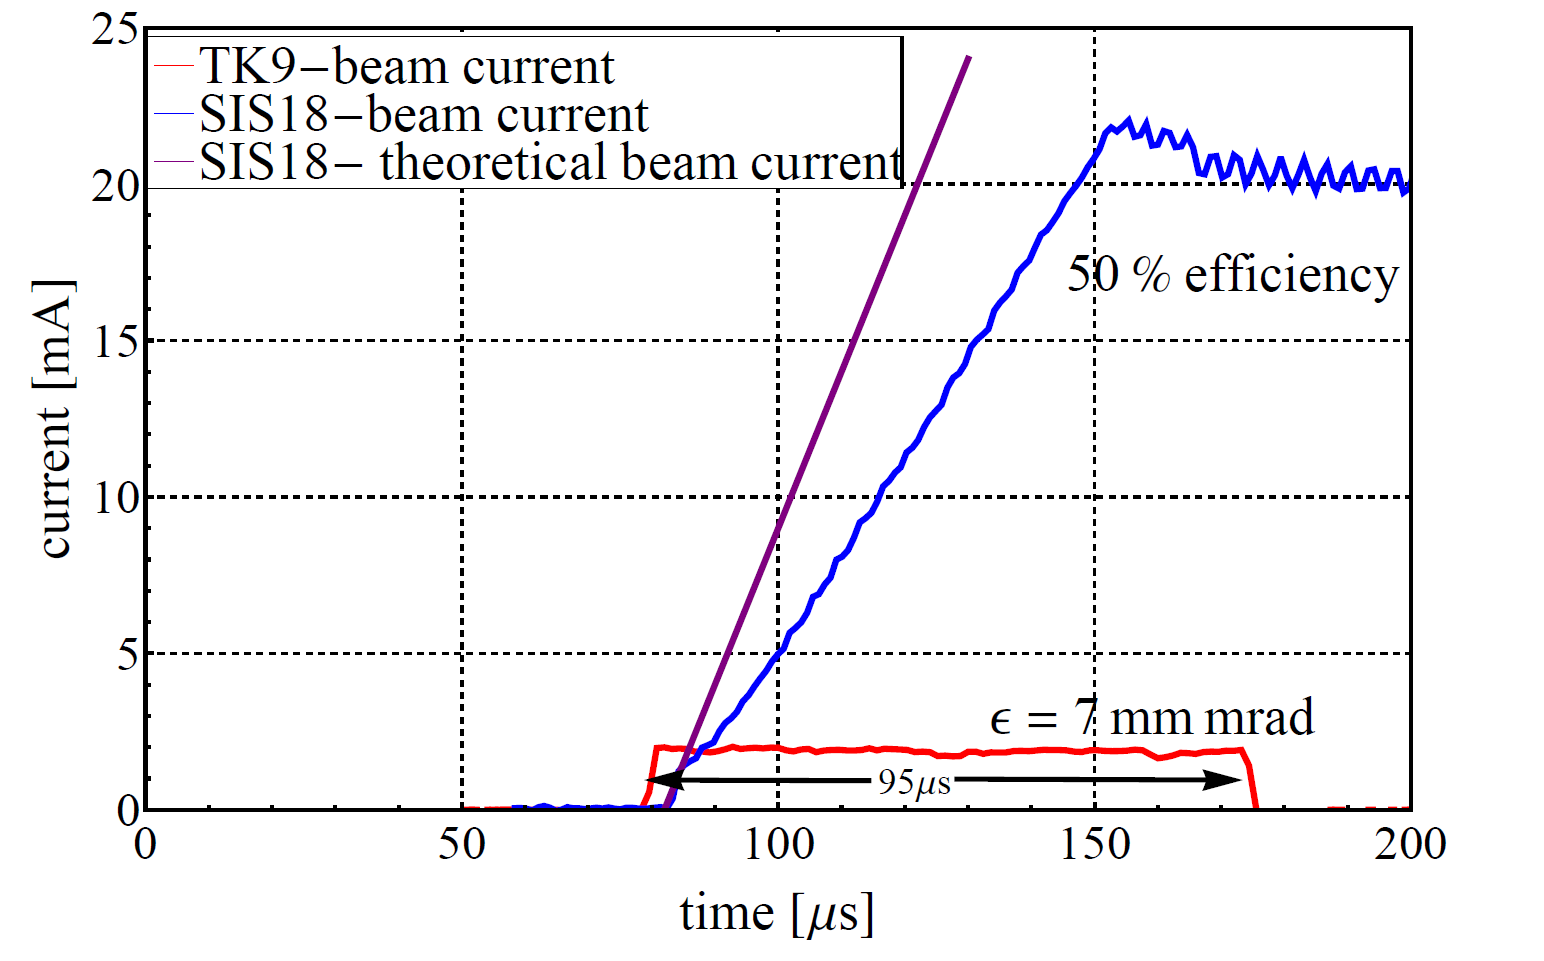 25
TK9–beam current
SIS18–beam current
SIS18– theoretical beam current
20
50 % efficiency
15
current [mA]
10
5
ϵ = 7 mm mrad
95μs
0
0 50 100 150 200
time [μs]